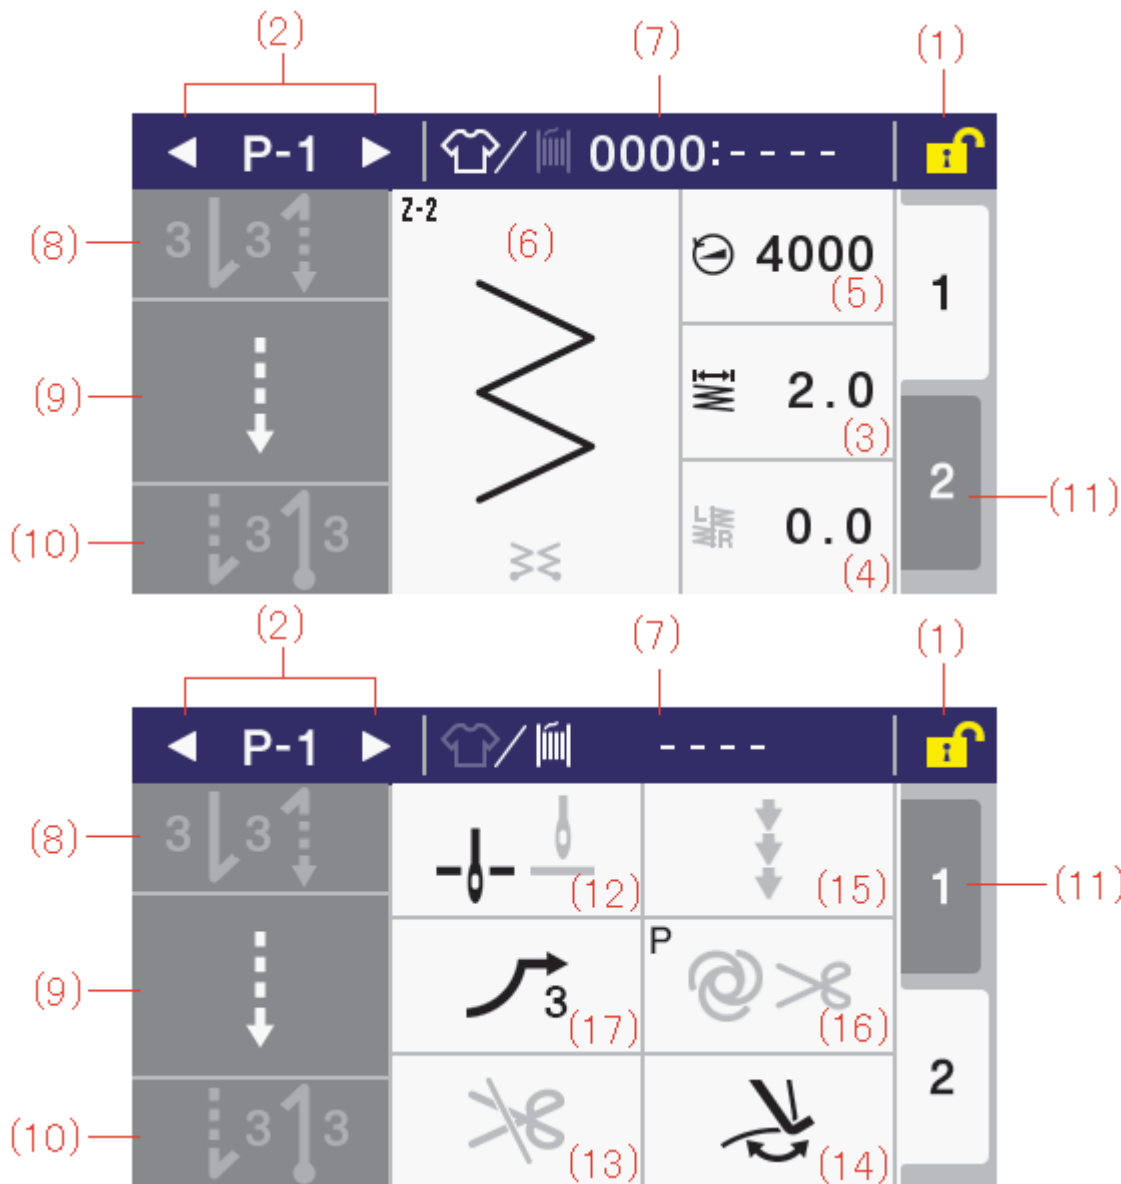 (2) (7) (1)
P-1 / 0000:---- 
(8) 3 3 Z-2 (6) 4000 (5) 1
(9) 2.0 (3) 2 (11)
(10) 3 3 L R 0.0 (4)
(2) (7) (1)
P-1 / ----
(8) 3 3 (12) (15) 1 (11)
(9) 3 (17) P (16)
(10) 3 3 (13) (14) 2